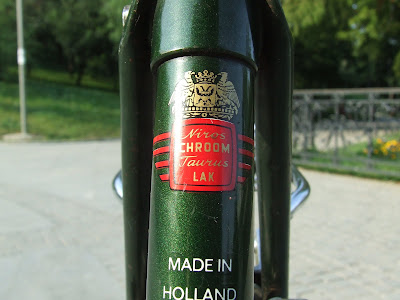 Niros
CHROOM
Taurus
LAK
MADE IN
HOLLAND